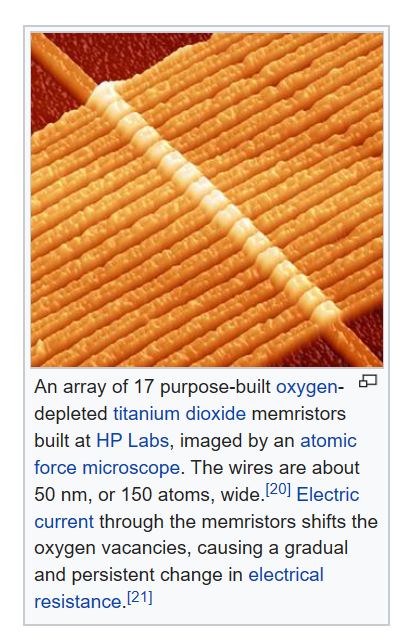 An array of 17 purpose-built oxygen-
depleted titanium dioxide memristors
built at HP Labs, imaged by an atomic
force microscope. The wires are about
50 nm, or 150 atoms, wide.[20] Electric
current through the memristors shifts the
oxygen vacancies, causing a gradual
and persistent change in electrical
resistance.[21]